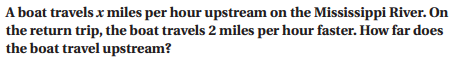 A boat travels x miles per hour upstream on the Mississippi River. On
the return trip, the boat travels 2 miles per hour faster. How far does
the boat travel upstream?